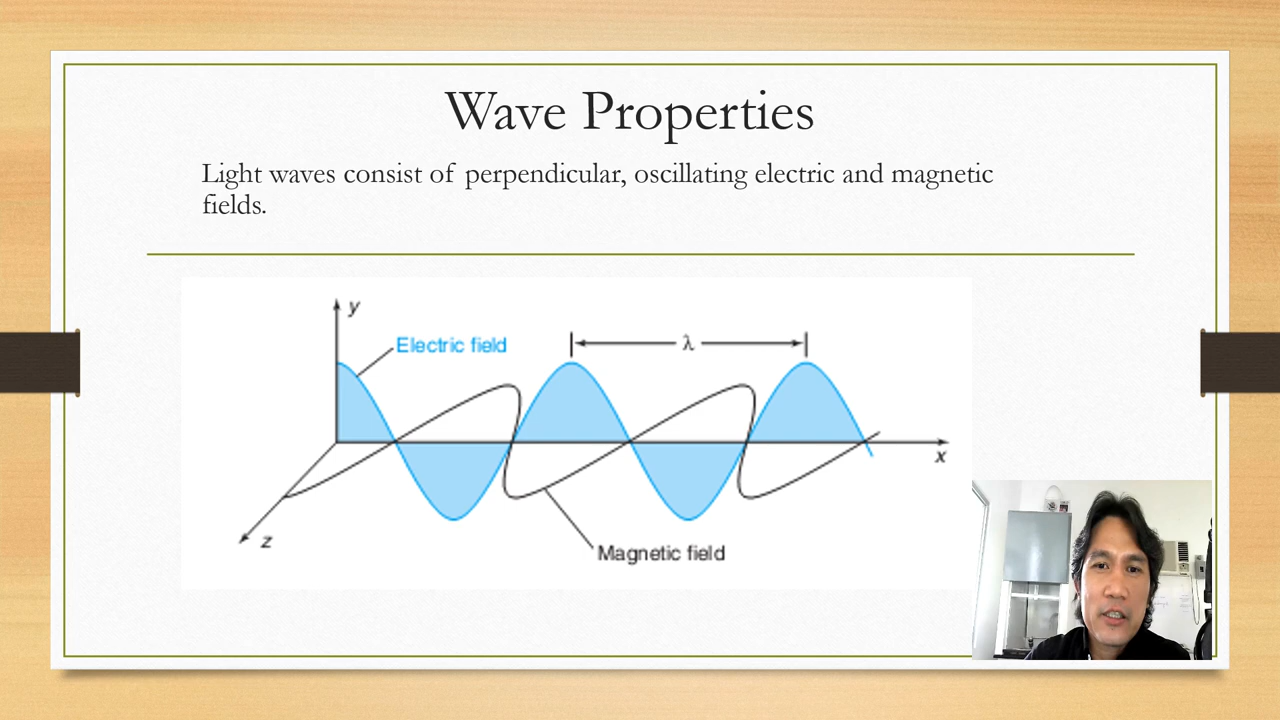 Wave Properties
Light waves consist of perpendicular, oscillating electric and magnetic
fields.
y
Electric field
λ
x
z
Magnetic field